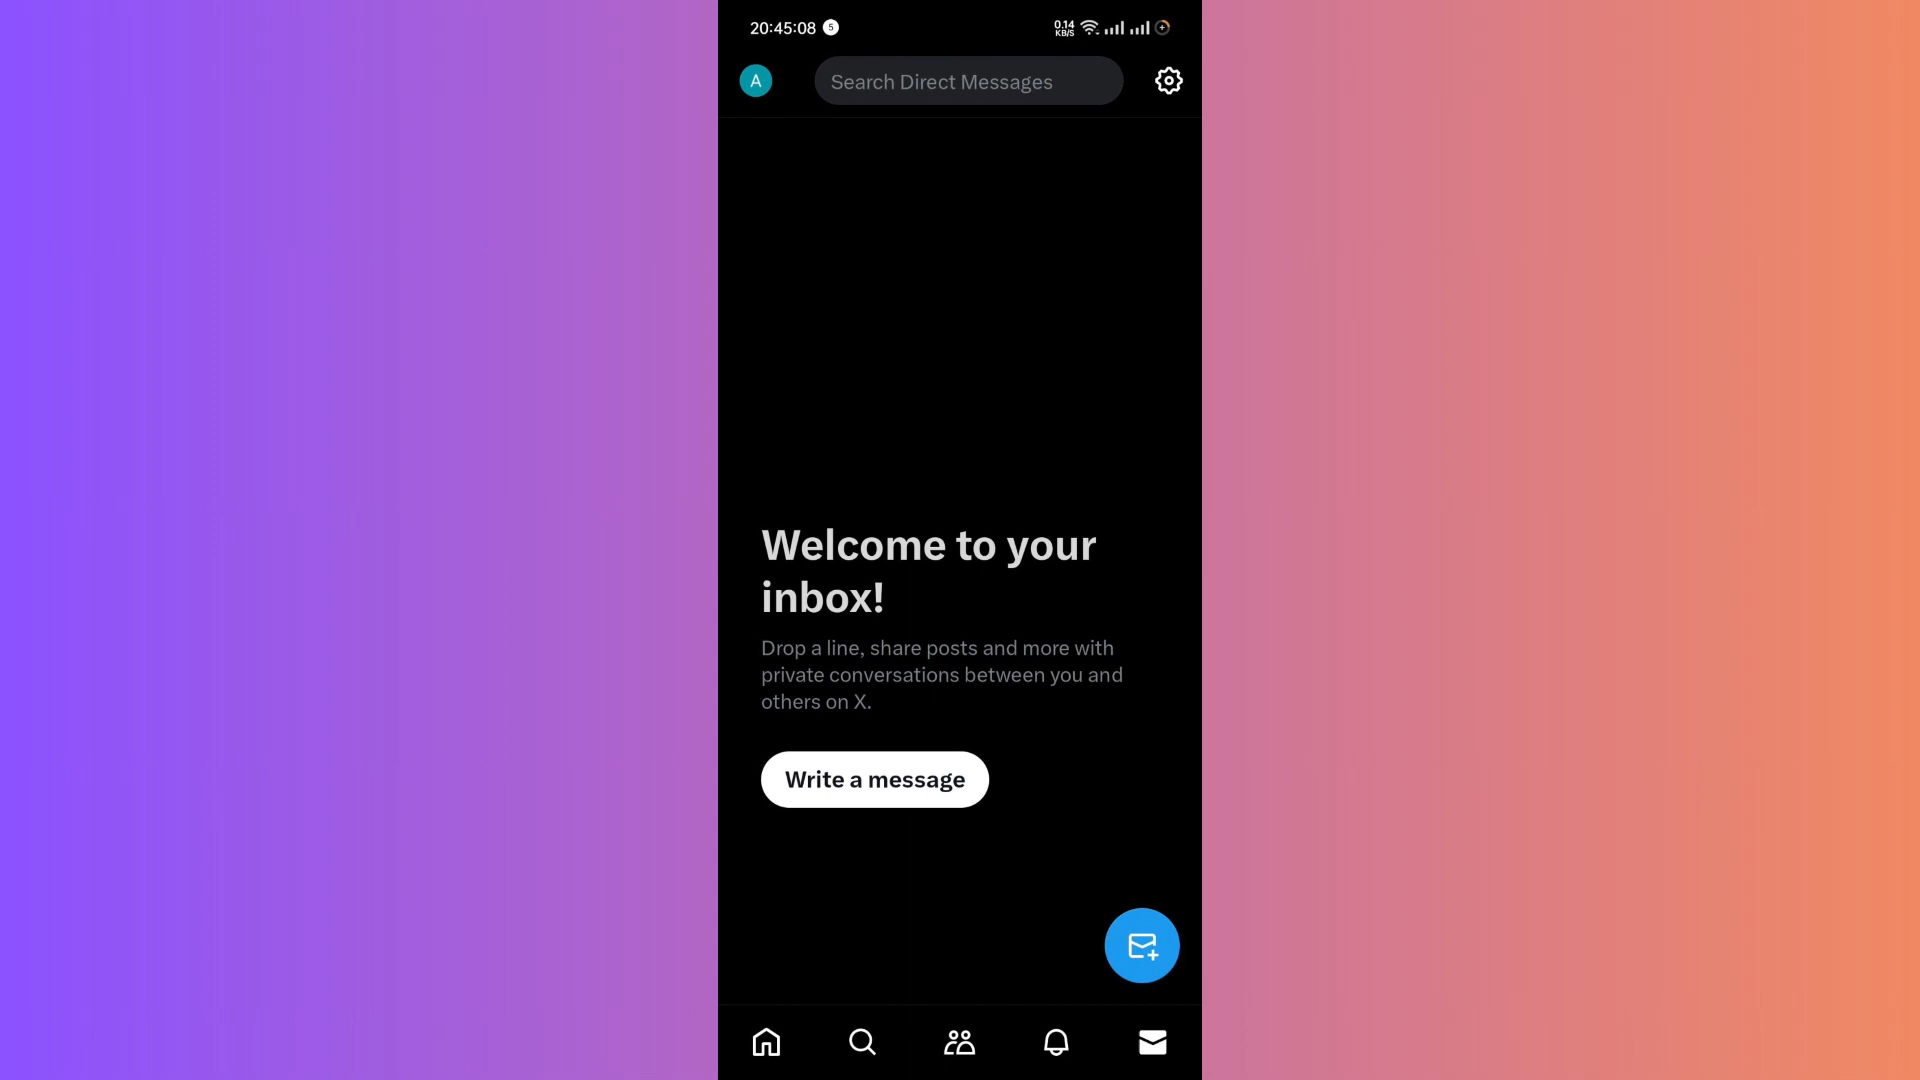 20:45:08 5
0.14
KB/S
A
Search Direct Messages
Welcome to your
inbox!
Drop a line, share posts and more with
private conversations between you and
others on X.
Write a message